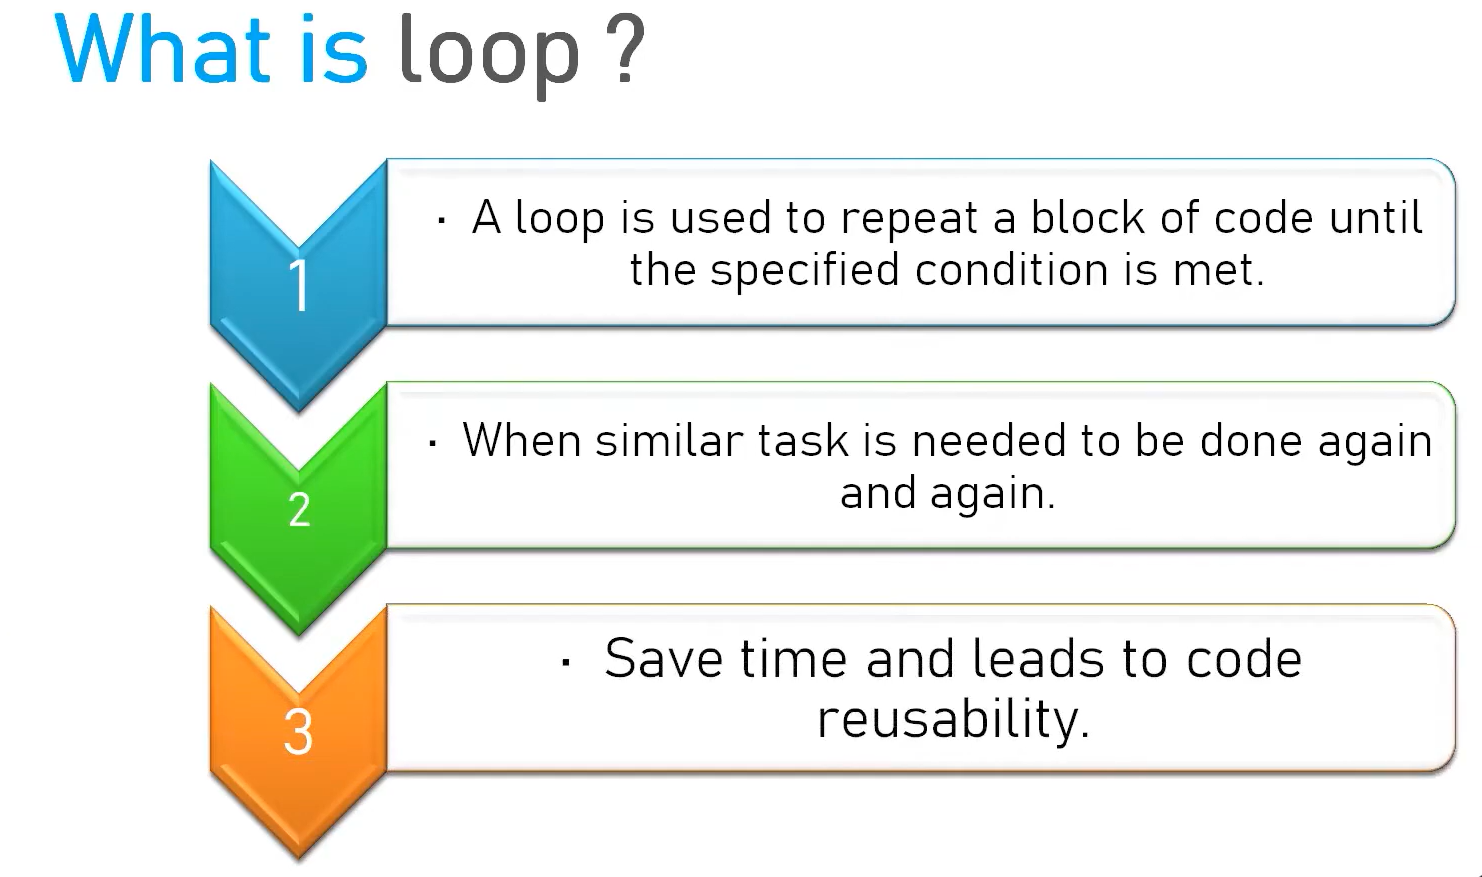 What is loop ?
1
· A loop is used to repeat a block of code until
the specified condition is met.
2
· When similar task is needed to be done again
and again.
3
· Save time and leads to code
reusability.